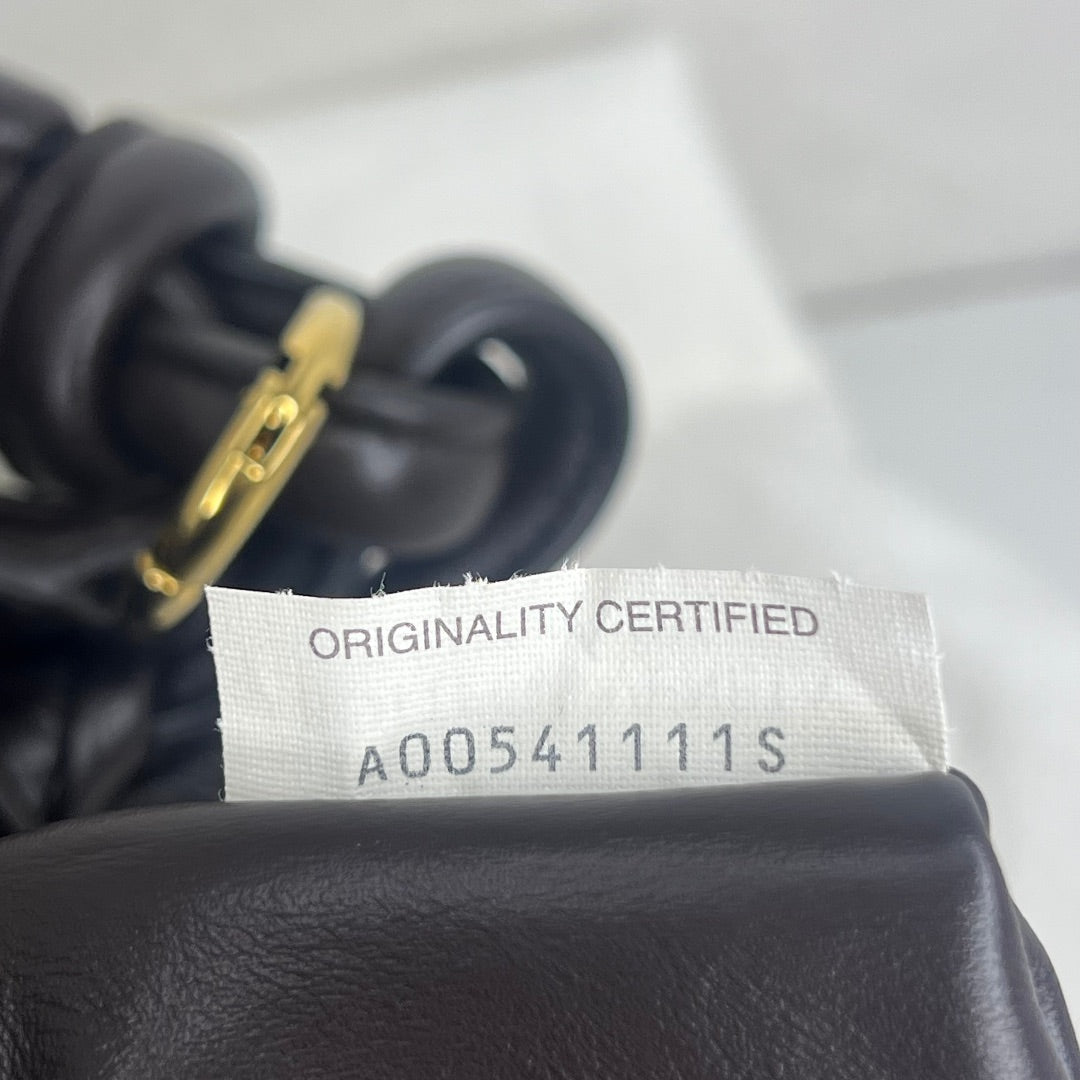 ORIGINALITY CERTIFIED
A00541111S